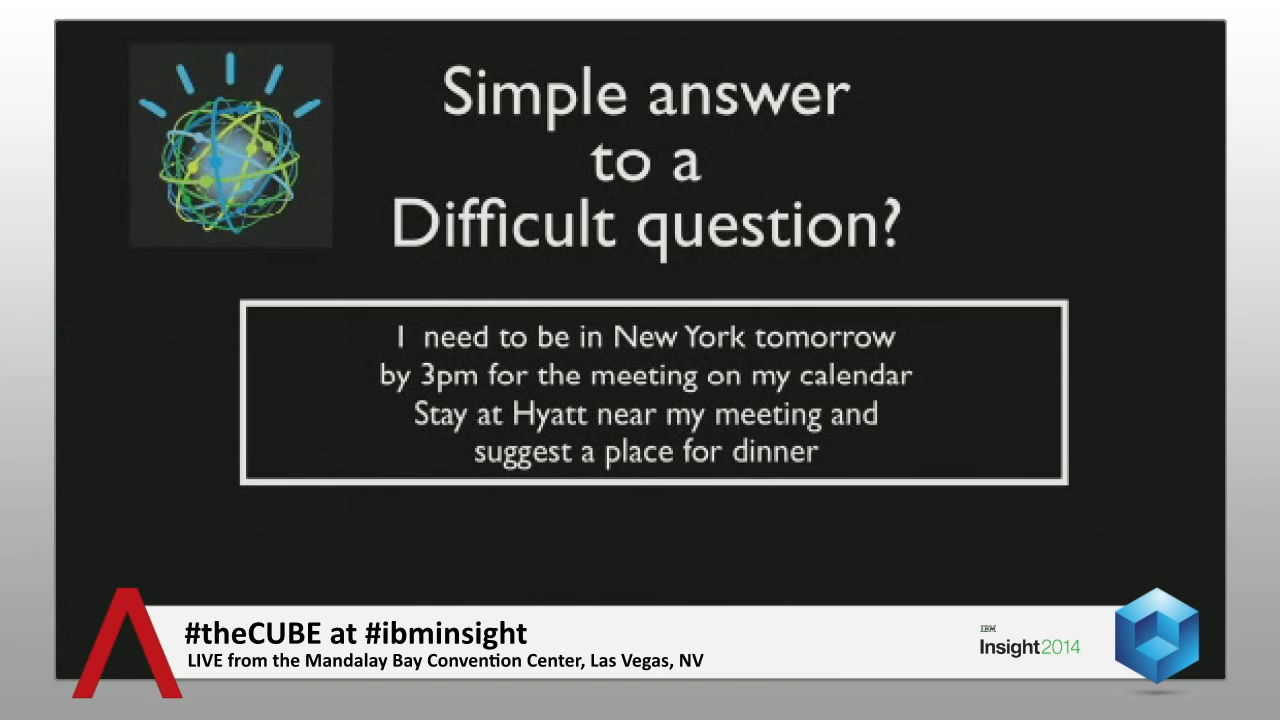 Simple answer
to a
Difficult question?
I need to be in New York tomorrow
by 3pm for the meeting on my calendar
Stay at Hyatt near my meeting and
suggest a place for dinner
#theCUBE at #ibminsight
LIVE from the Mandalay Bay Convention Center, Las Vegas, NV
IBM
Insight2014